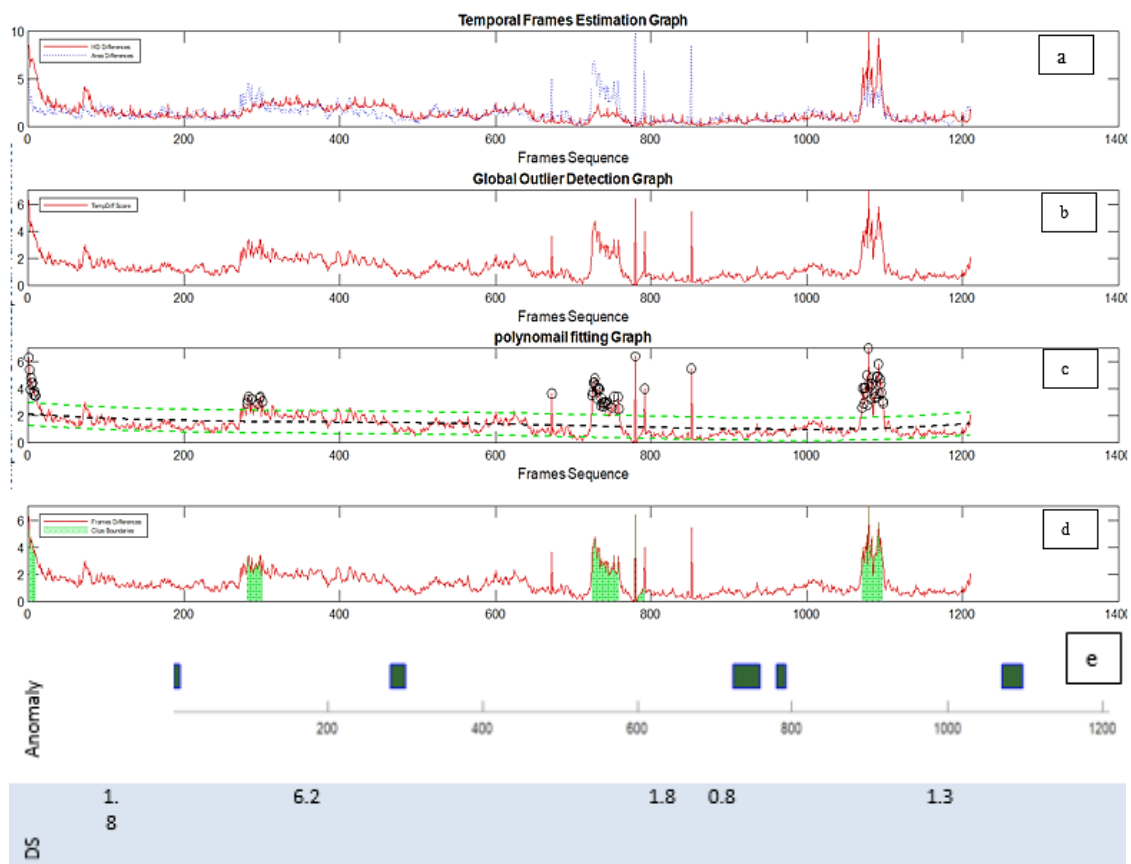 Temporal Frames Estimation Graph
HD Differences
Area Differences
a
10
5
0
0 200 400 600 800 1000 1200 1400
Frames Sequence
Global Outlier Detection Graph
TempDiff Score
b
6
4
2
0
0 200 400 600 800 1000 1200 1400
Frames Sequence
polynomail fitting Graph
c
6
4
2
0
0 200 400 600 800 1000 1200 1400
Frames Sequence
Frames Differences
Clips Boundaries
d
6
4
2
0
0 200 400 600 800 1000 1200 1400
e
Anomaly
200 400 600 800 1000 1200
1. 6.2 1.8 0.8 1.3
8
DS